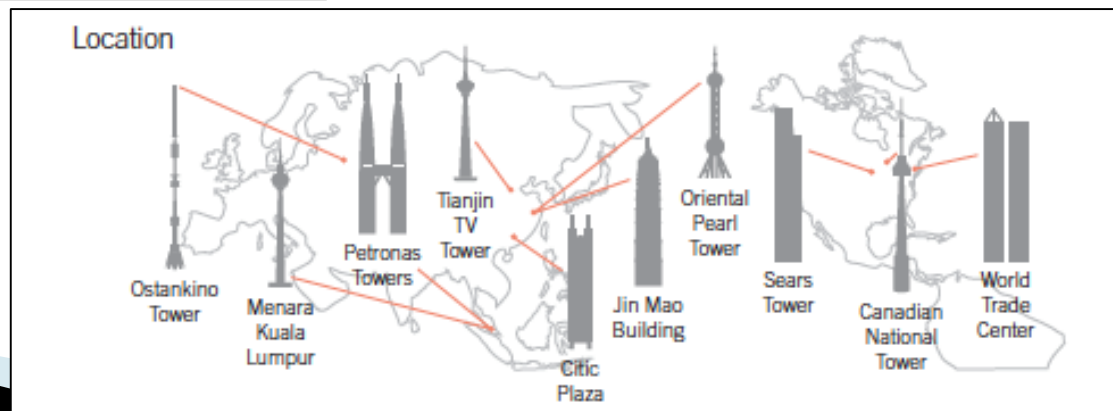 Location
Ostankino
Tower
Menara
Kuala
Lumpur
Petronas
Towers
Tianjin
TV
Tower
Citic
Plaza
Jin Mao
Building
Oriental
Pearl
Tower
Sears
Tower
Canadian
National
Tower
World
Trade
Center